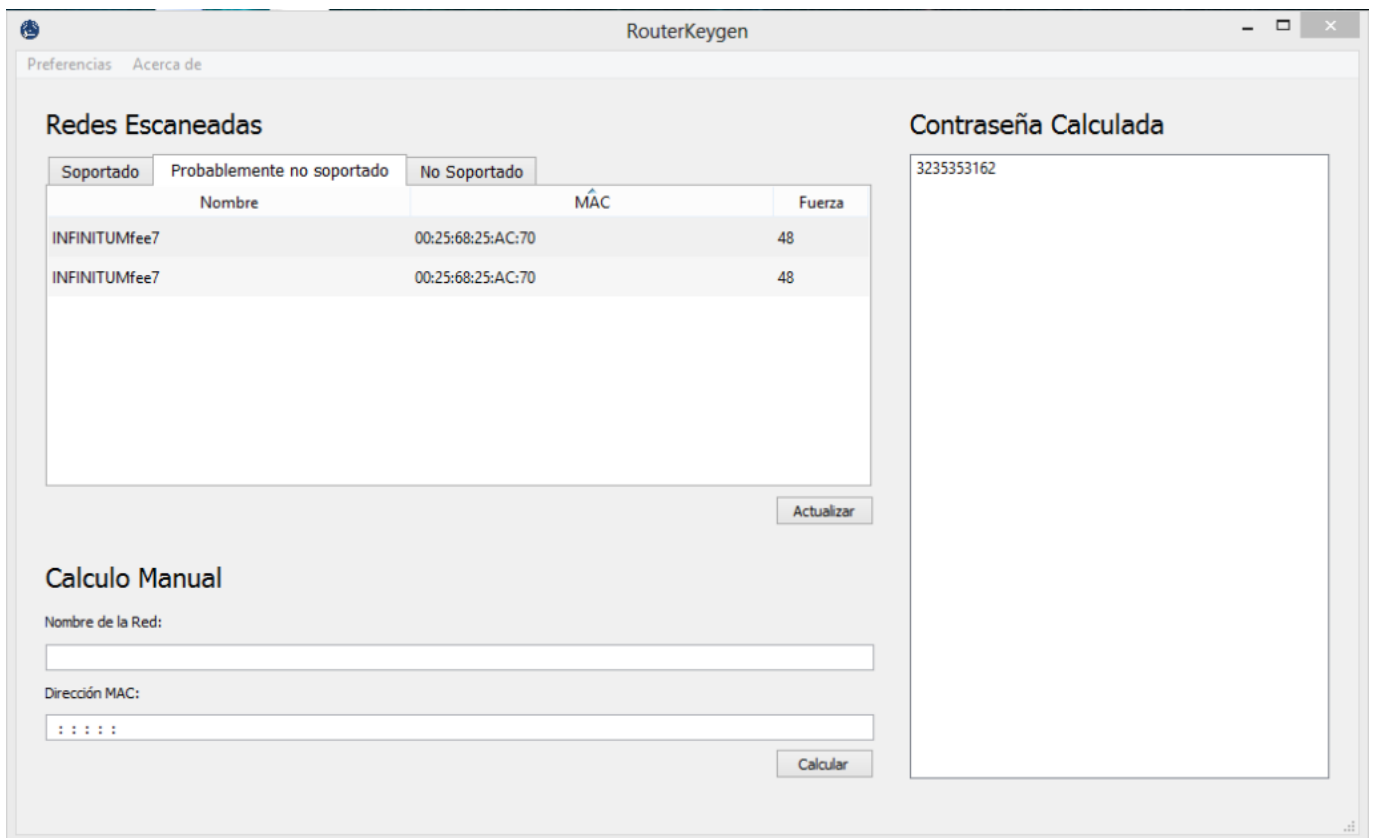 RouterKeygen
Preferencias Acerca de
Redes Escaneadas
Soportado Probablemente no soportado No Soportado
Nombre MAC Fuerza
INFINITUMfee7 00:25:68:25:AC:70 48
INFINITUMfee7 00:25:68:25:AC:70 48
Actualizar
Calculo Manual
Nombre de la Red:
Dirección MAC:
: : : : :
Calcular
Contraseña Calculada
3235353162